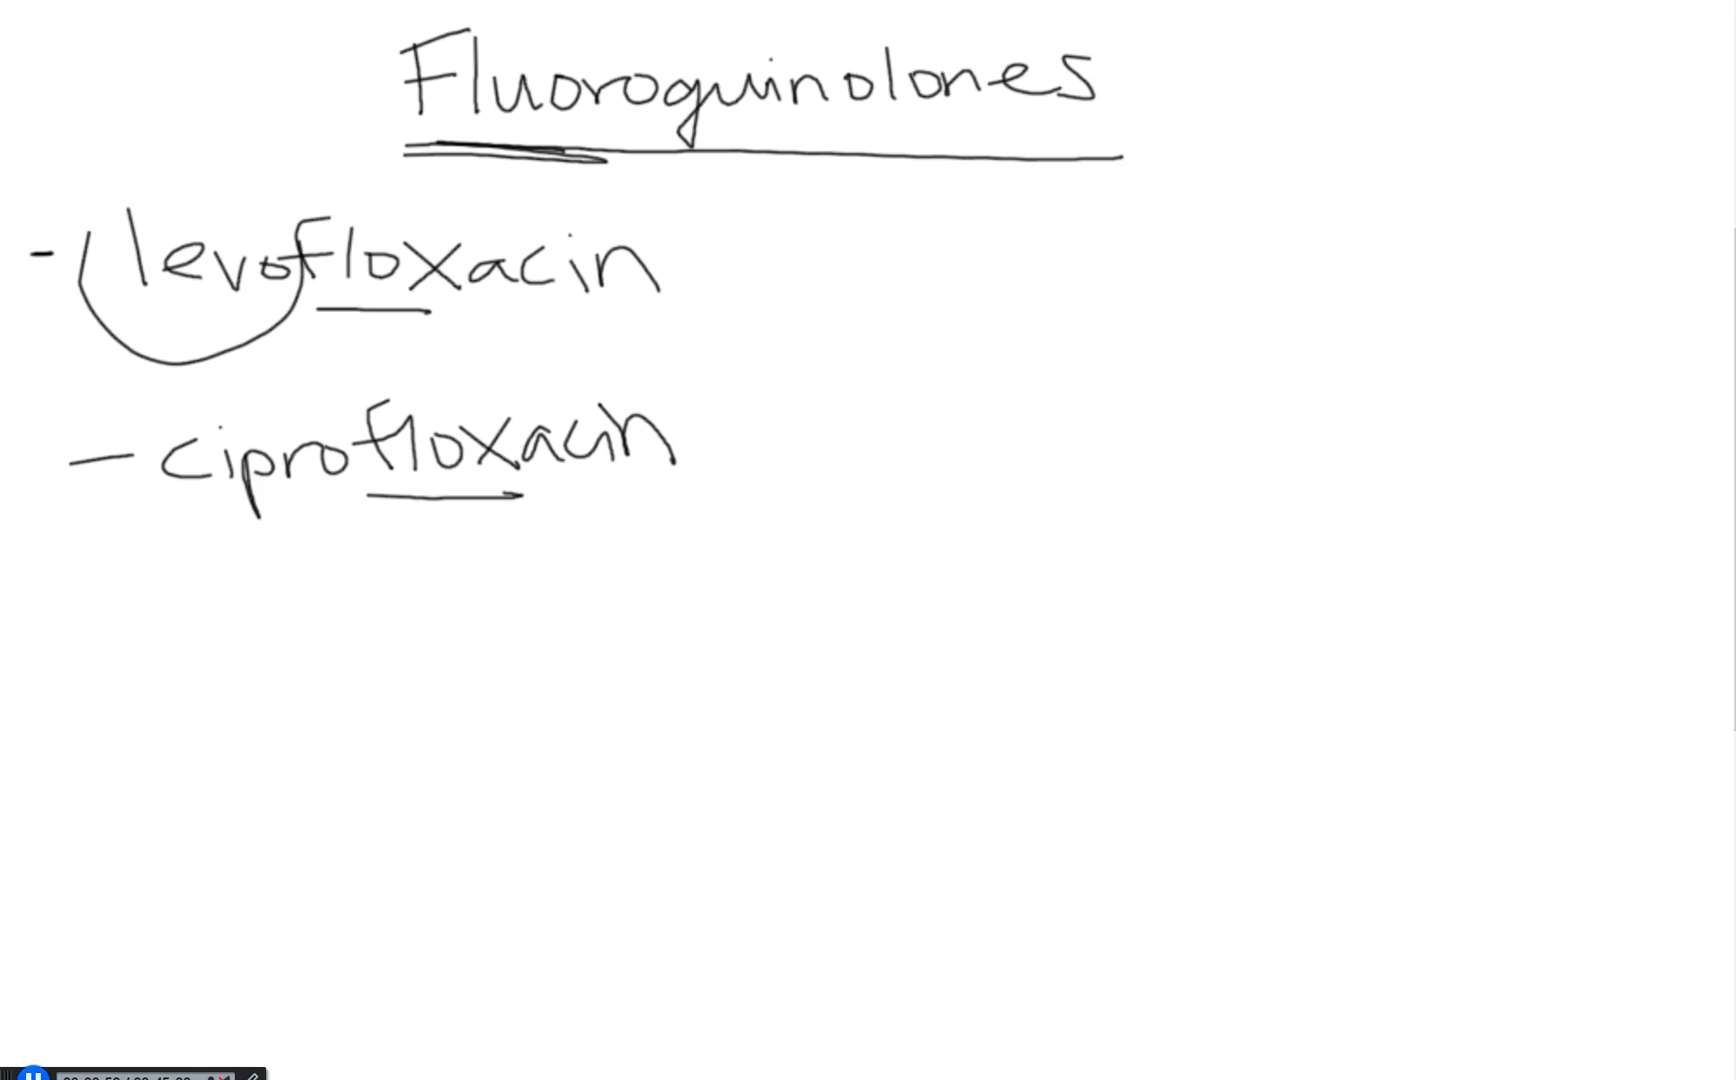 Fluoroquinolones
- levofloxacin
- ciprofloxacin